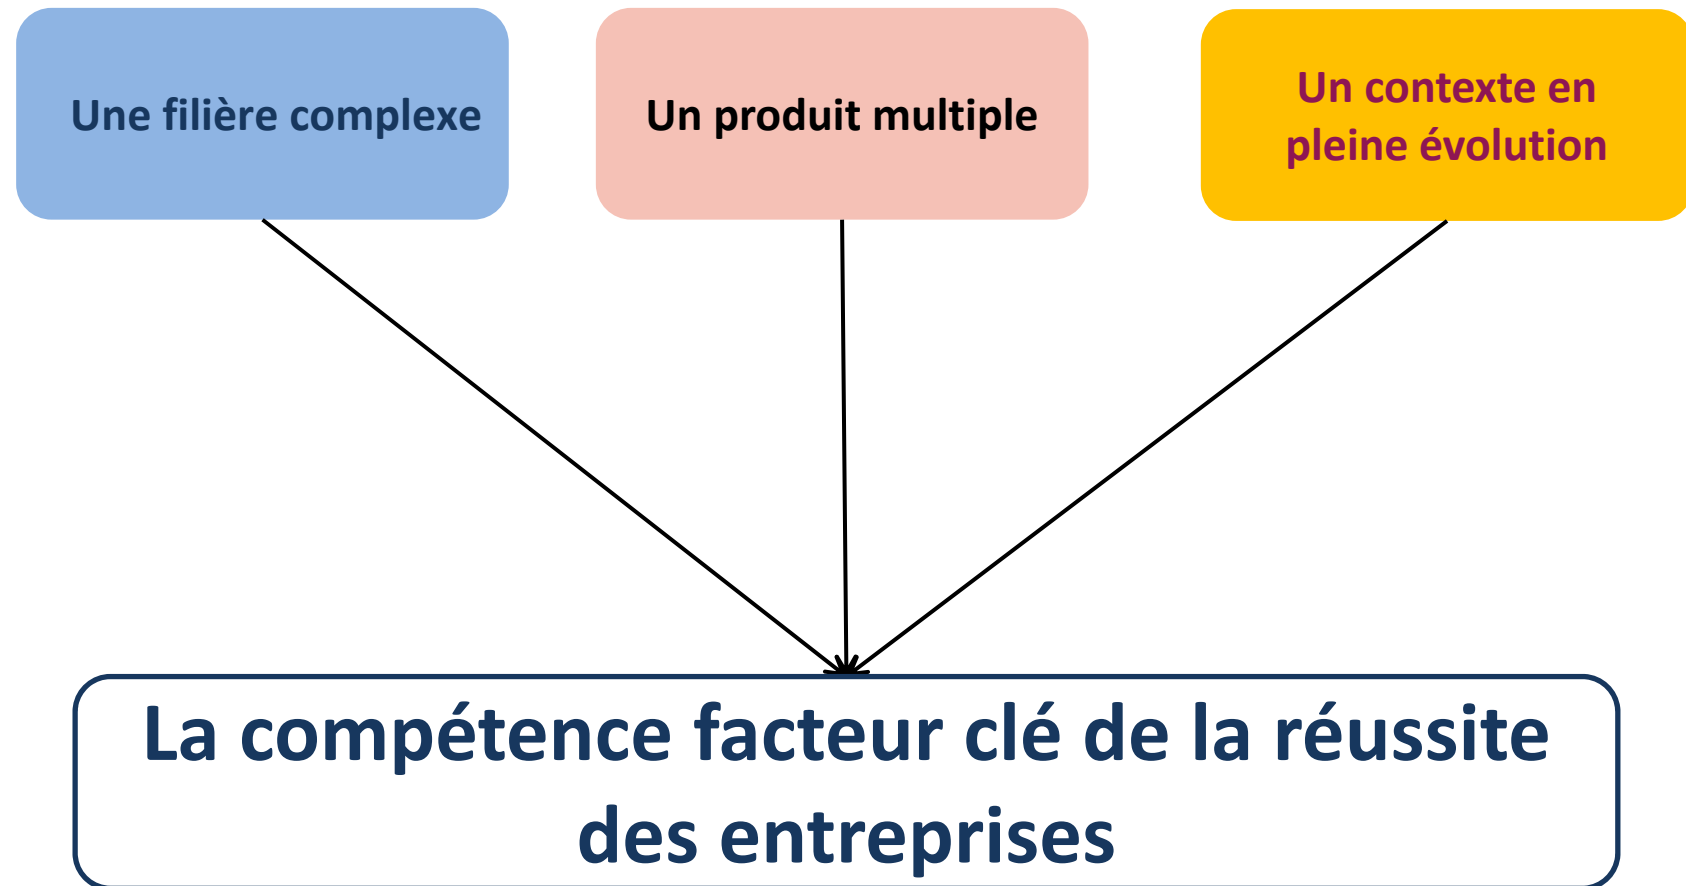 Une filière complexe
Un produit multiple
Un contexte en
pleine évolution
La compétence facteur clé de la réussite
des entreprises